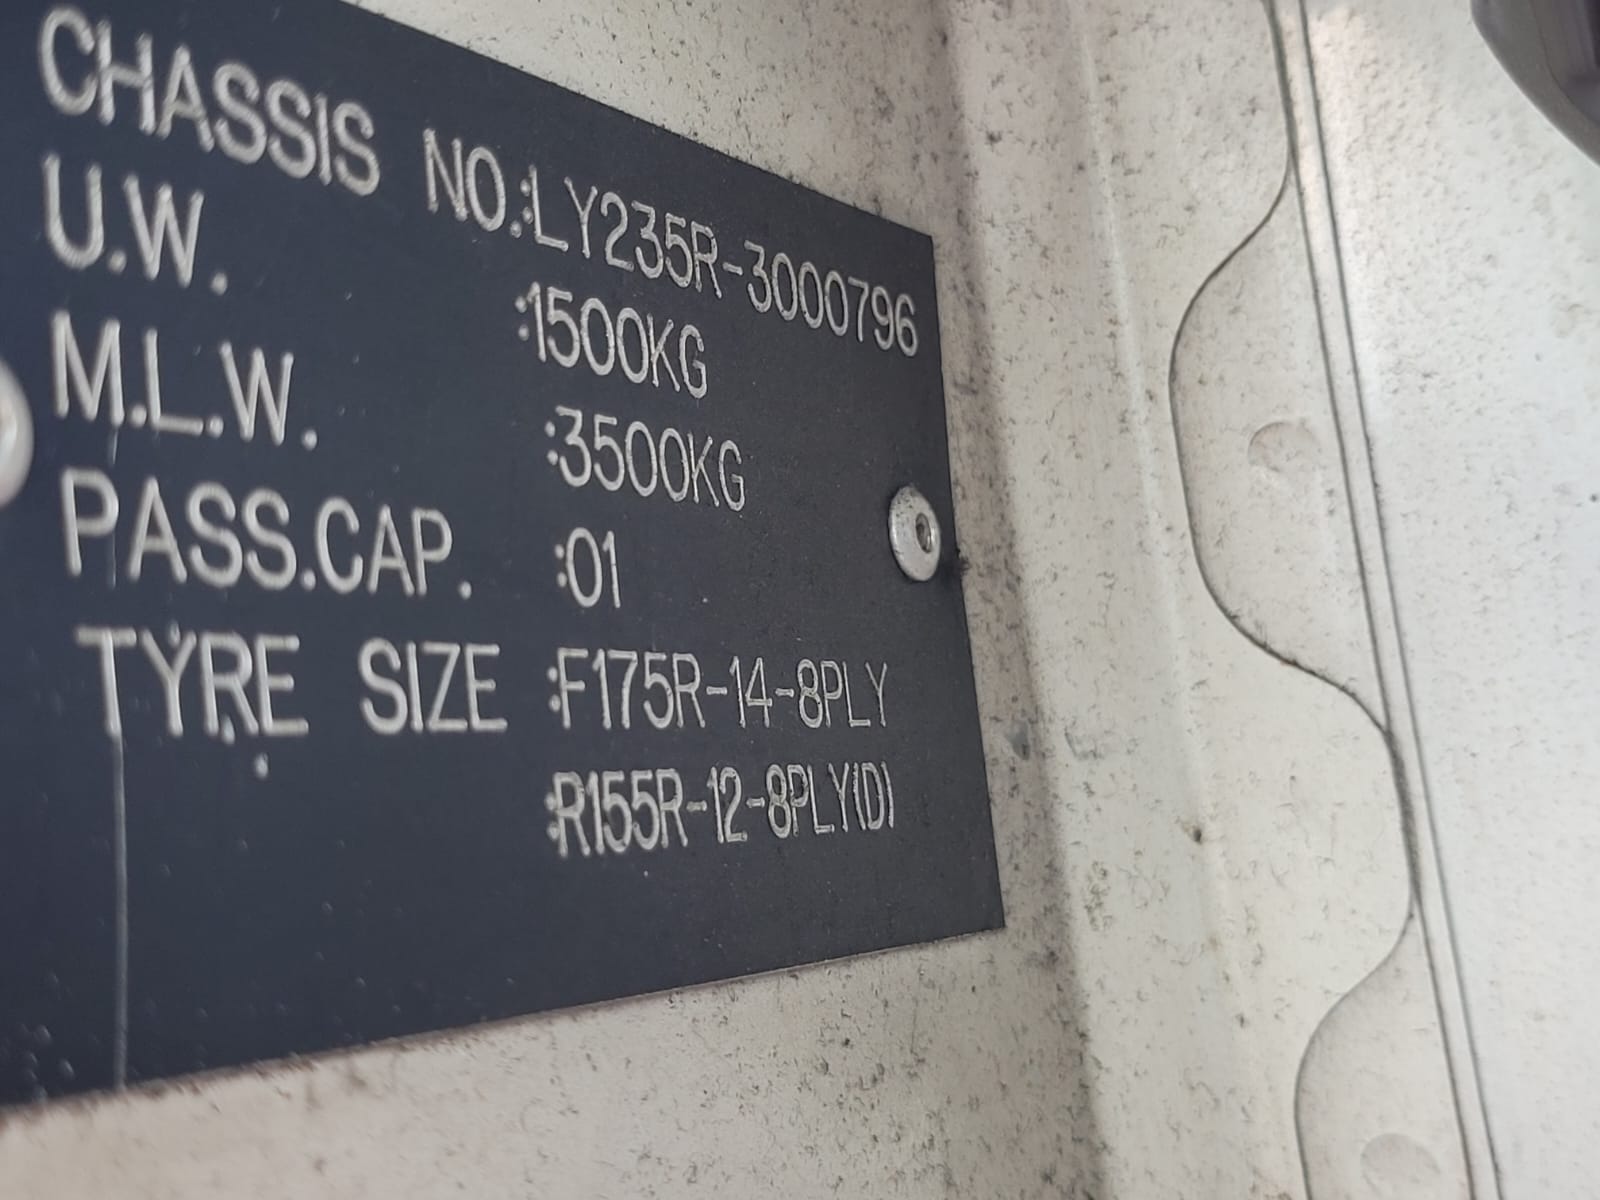 CHASSIS NO.:LY235R-3000796
U.W. :1500KG
M.L.W. :3500KG
PASS.CAP. :01
TYRE SIZE :F175R-14-8PLY
:R155R-12-8PLY(D)